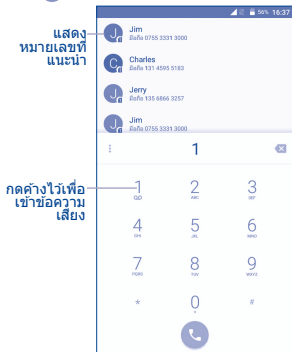 56% 16:37
แสดง
หมายเลขที่
แนะนำ
J
Jim
มือถือ 0755 3331 3000
C
Charles
มือถือ 131 4595 5183
J
Jerry
มือถือ 135 6866 3257
J
Jim
มือถือ 0755 3331 3000
1
กดค้างไว้เพื่อ
เข้าข้อความ
เสียง
1 2 3
ABC DEF
4 5 6
GHI JKL MNO
7 8 9
PQRS TUV WXYZ
* 0 #
+